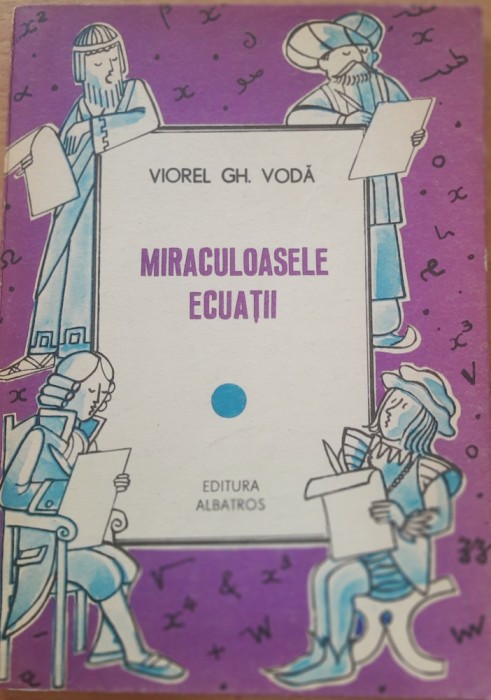 VIOREL GH. VODĂ
MIRACULOASELE
ECUAȚII
EDITURA
ALBATROS